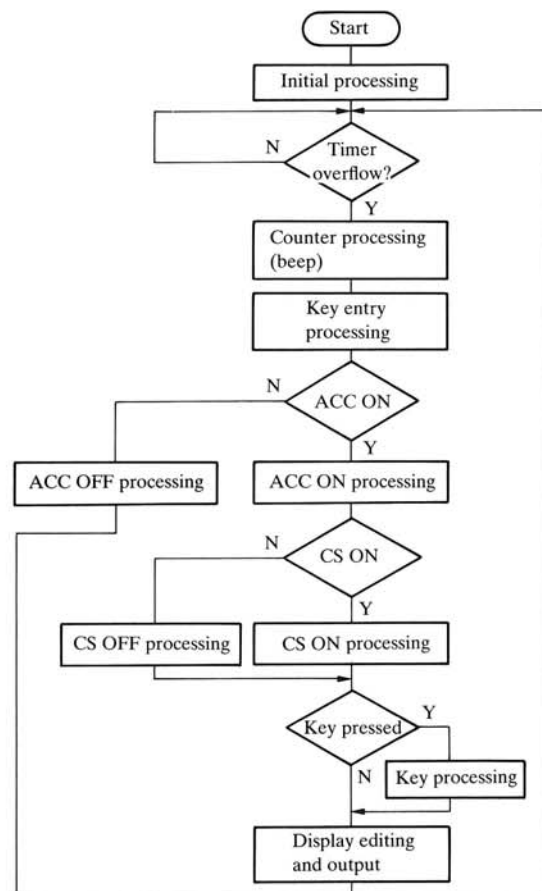 Start
Initial processing
N
Timer
overflow?
Y
Counter processing
(beep)
Key entry
processing
N
ACC ON
Y
ACC OFF processing
ACC ON processing
N
CS ON
Y
CS OFF processing
CS ON processing
Key pressed
Y
N
Key processing
Display editing
and output